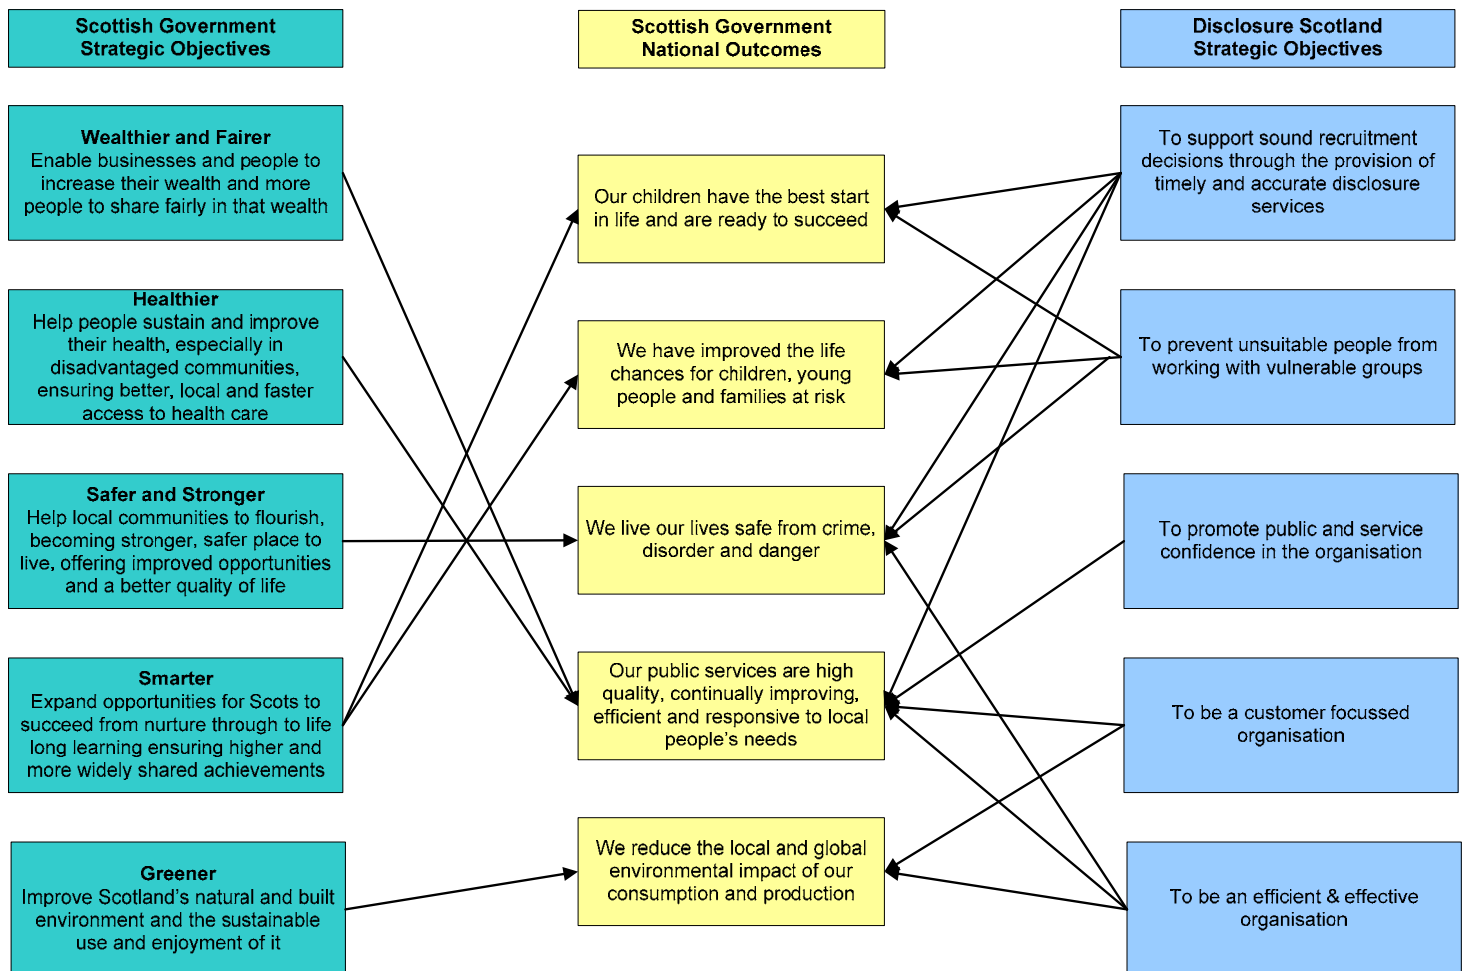 Scottish Government
Strategic Objectives
Scottish Government
National Outcomes
Disclosure Scotland
Strategic Objectives
Wealthier and Fairer
Enable businesses and people to
increase their wealth and more
people to share fairly in that wealth
Healthier
Help people sustain and improve
their health, especially in
disadvantaged communities,
ensuring better, local and faster
access to health care
Safer and Stronger
Help local communities to flourish,
becoming stronger, safer place to
live, offering improved opportunities
and a better quality of life
Smarter
Expand opportunities for Scots to
succeed from nurture through to life
long learning ensuring higher and
more widely shared achievements
Greener
Improve Scotland's natural and built
environment and the sustainable
use and enjoyment of it
Our children have the best start
in life and are ready to succeed
We have improved the life
chances for children, young
people and families at risk
We live our lives safe from crime,
disorder and danger
Our public services are high
quality, continually improving,
efficient and responsive to local
people's needs
We reduce the local and global
environmental impact of our
consumption and production
To support sound recruitment
decisions through the provision of
timely and accurate disclosure
services
To prevent unsuitable people from
working with vulnerable groups
To promote public and service
confidence in the organisation
To be a customer focussed
organisation
To be an efficient & effective
organisation